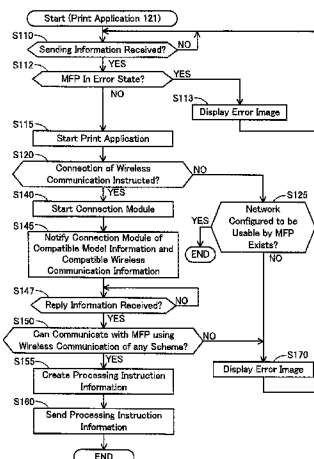 Start (Print Application 121)
S110
Sending Information Received?
NO
YES
S112
MFP In Error State?
YES
NO
S113
Display Error Image
S115
Start Print Application
S120
Connection of Wireless
Communication Instructed?
NO
YES
S140
Start Connection Module
S125
Network
Configured to be
Usable by MFP
Exists?
YES
END
NO
S145
Notify Connection Module of
Compatible Model Information and
Compatible Wireless
Communication Information
S147
Reply Information Received?
NO
YES
S150
Can Communicate with MFP using
Wireless Communication of any Scheme?
NO
YES
S155
Create Processing Instruction
Information
S170
Display Error Image
S160
Send Processing Instruction
Information
END